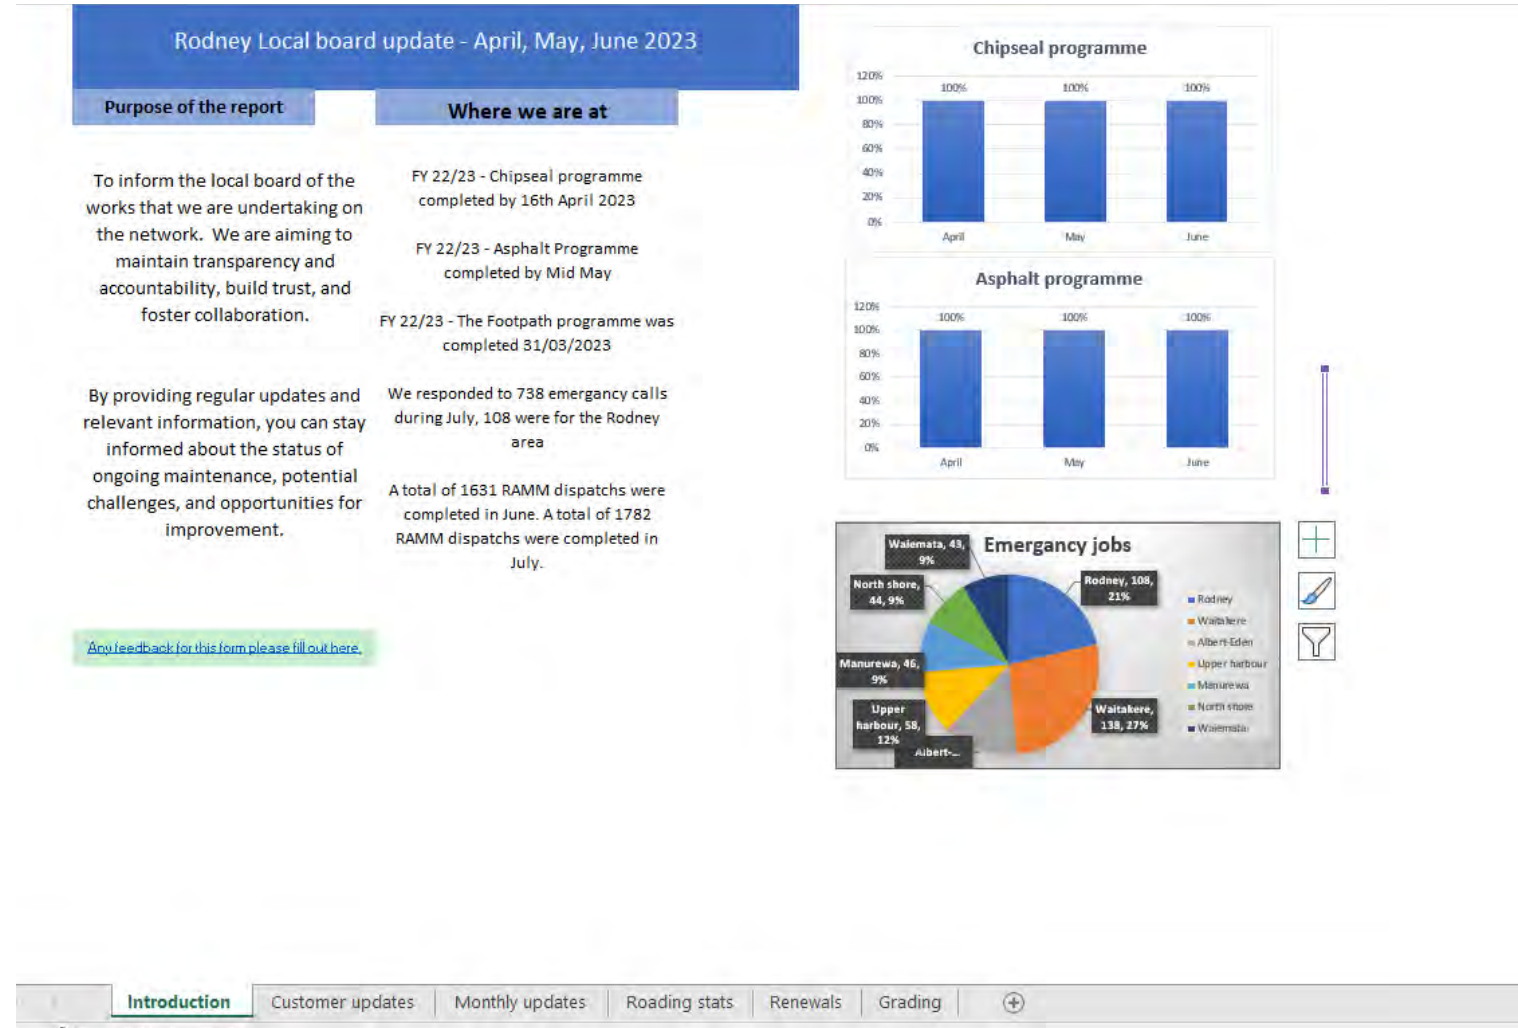 Rodney Local board update - April, May, June 2023
Purpose of the report
To inform the local board of the
works that we are undertaking on
the network. We are aiming to
maintain transparency and
accountability, build trust, and
foster collaboration.
By providing regular updates and
relevant information, you can stay
informed about the status of
ongoing maintenance, potential
challenges, and opportunities for
improvement.
Any feedback for this form please fill out here.
Where we are at
FY 22/23 - Chipseal programme
completed by 16th April 2023
FY 22/23 - Asphalt Programme
completed by Mid May
FY 22/23 - The Footpath programme was
completed 31/03/2023
We responded to 738 emergancy calls
during July, 108 were for the Rodney
area
A total of 1631 RAMM dispatchs were
completed in June. A total of 1782
RAMM dispatchs were completed in
July.
Chipseal programme
120%
100%
80%
60%
40%
20%
0%
100% 100% 100%
April May June
Asphalt programme
120%
100%
80%
60%
40%
20%
0%
100% 100% 100%
April May June
Emergancy jobs
Waiemata, 43,
9%
North shore,
44, 9%
Manurewa, 46,
9%
Upper
harbour, 58,
12%
Albert-...
Rodney, 108,
21%
Waitakere,
138, 27%
Rodney
Waitakere
Albert-Eden
Upper harbour
Manurewa
North shore
Waiemata
Introduction Customer updates Monthly updates Roading stats Renewals Grading